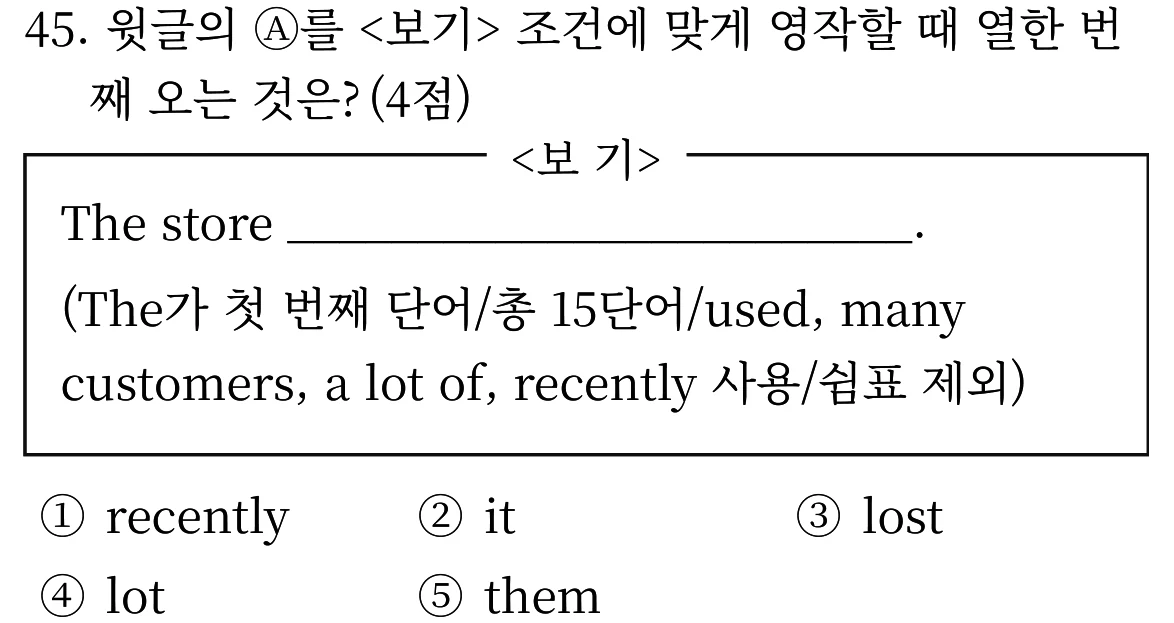 45. 윗글의 Ⓐ를 <보기> 조건에 맞게 영작할 때 열한 번
째 오는 것은? (4점)
<보 기>
The store ______________________.
(The가 첫 번째 단어/총 15단어/used, many
customers, a lot of, recently 사용/쉼표 제외)
① recently ② it ③ lost
④ lot ⑤ them